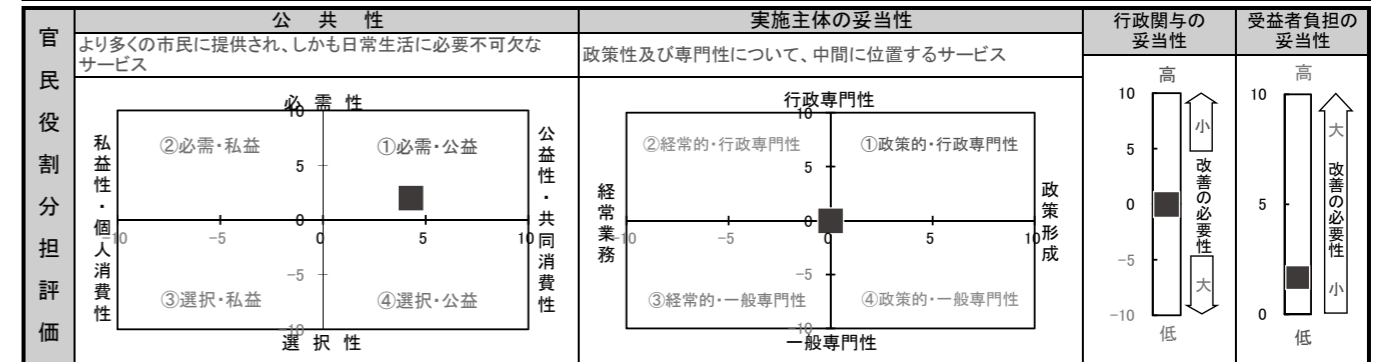 官民役割分担評価
公 共 性
より多くの市民に提供され、しかも日常生活に必要不可欠な
サービス
必 需 性
私益性・個人消費性
公益性・共同消費性
②必需・私益
①必需・公益
③選択・私益
④選択・公益
10
5
0
-5
-10
-10
-5
0
5
10
選 択 性
実施主体の妥当性
政策性及び専門性について、中間に位置するサービス
行政専門性
経常業務
政策形成
②経常的・行政専門性
①政策的・行政専門性
③経常的・一般専門性
④政策的・一般専門性
10
5
0
-5
-10
-10
-5
0
5
10
一般専門性
行政関与の
妥当性
高
10
5
0
-5
-10
低
小
改善の必要性
大
受益者負担の
妥当性
高
10
5
0
低
大
改善の必要性
小